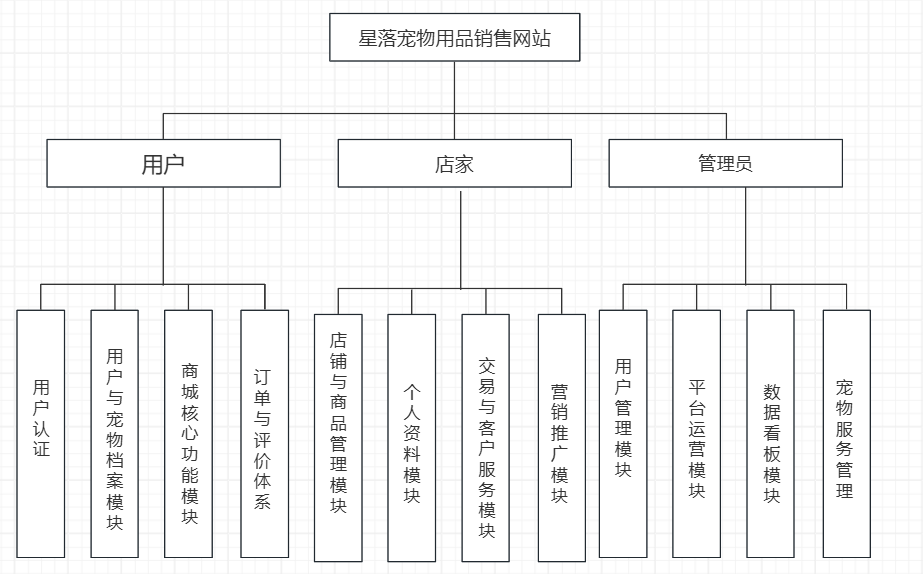 星落宠物用品销售网站
用户
店家
管理员
用户认证
用户与宠物档案模块
商城核心功能模块
订单与评价体系
店铺与商品管理模块
个人资料模块
交易与客户服务模块
营销推广模块
用户管理模块
平台运营模块
数据看板模块
宠物服务管理